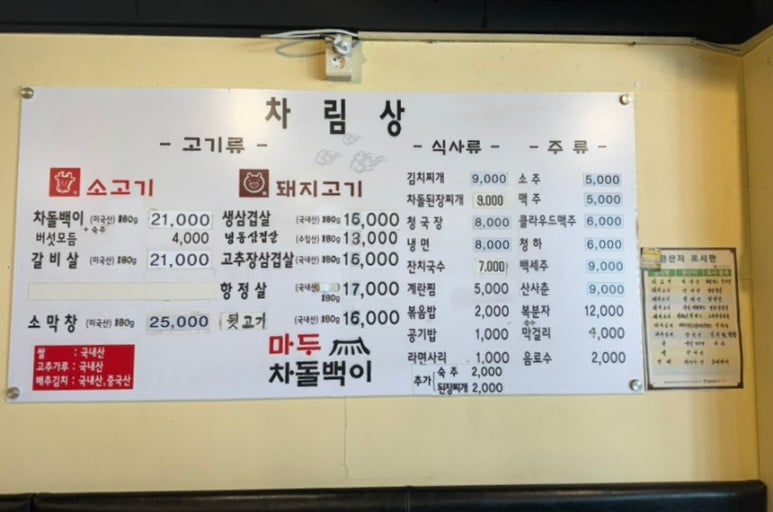 차림상
- 고기류 -
소고기
차돌백이 (미국산) 180g 21,000
+ 숙주
버섯모듬 4,000
갈비살 (미국산) 180g 21,000
소막창 (미국산) 180g 25,000
쌀 : 국내산
고추가루 : 국내산
배추김치 : 국내산,중국산
돼지고기
생삼겹살 (국내산) 180g 16,000
냉동삼겹살 (수입산) 180g 13,000
고추장삼겹살 (국내산) 180g 16,000
항정살 (국내산) 180g 17,000
뒷고기 (국내산) 180g 16,000
마두
차돌백이
- 식사류 -
김치찌개 9,000
차돌된장찌개 9,000
청국장 8,000
냉면 8,000
잔치국수 7,000
계란찜 5,000
볶음밥 2,000
공기밥 1,000
라면사리 1,000
추가 숙주 2,000
된장찌개 2,000
- 주류 -
소주 5,000
맥주 5,000
클라우드맥주 6,000
청하 6,000
백세주 9,000
산사춘 9,000
복분자 12,000
막걸리 4,000
음료수 2,000
원산지 표시판